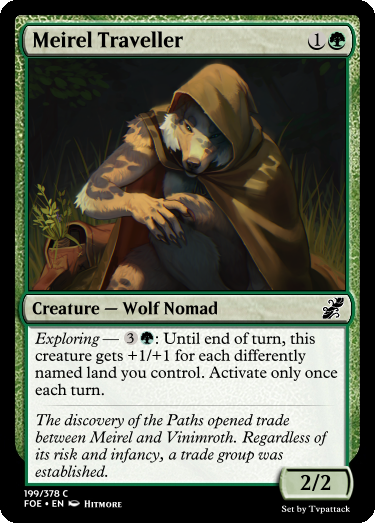 Meirel Traveller 1
Creature — Wolf Nomad
Exploring — 3 : Until end of turn, this
creature gets +1/+1 for each differently
named land you control. Activate only once
each turn.
The discovery of the Paths opened trade
between Meirel and Vinimroth. Regardless of
its risk and infancy, a trade group was
established.
2/2
199/378 C
FOE • EN Hitmore
Set by Tvpattack